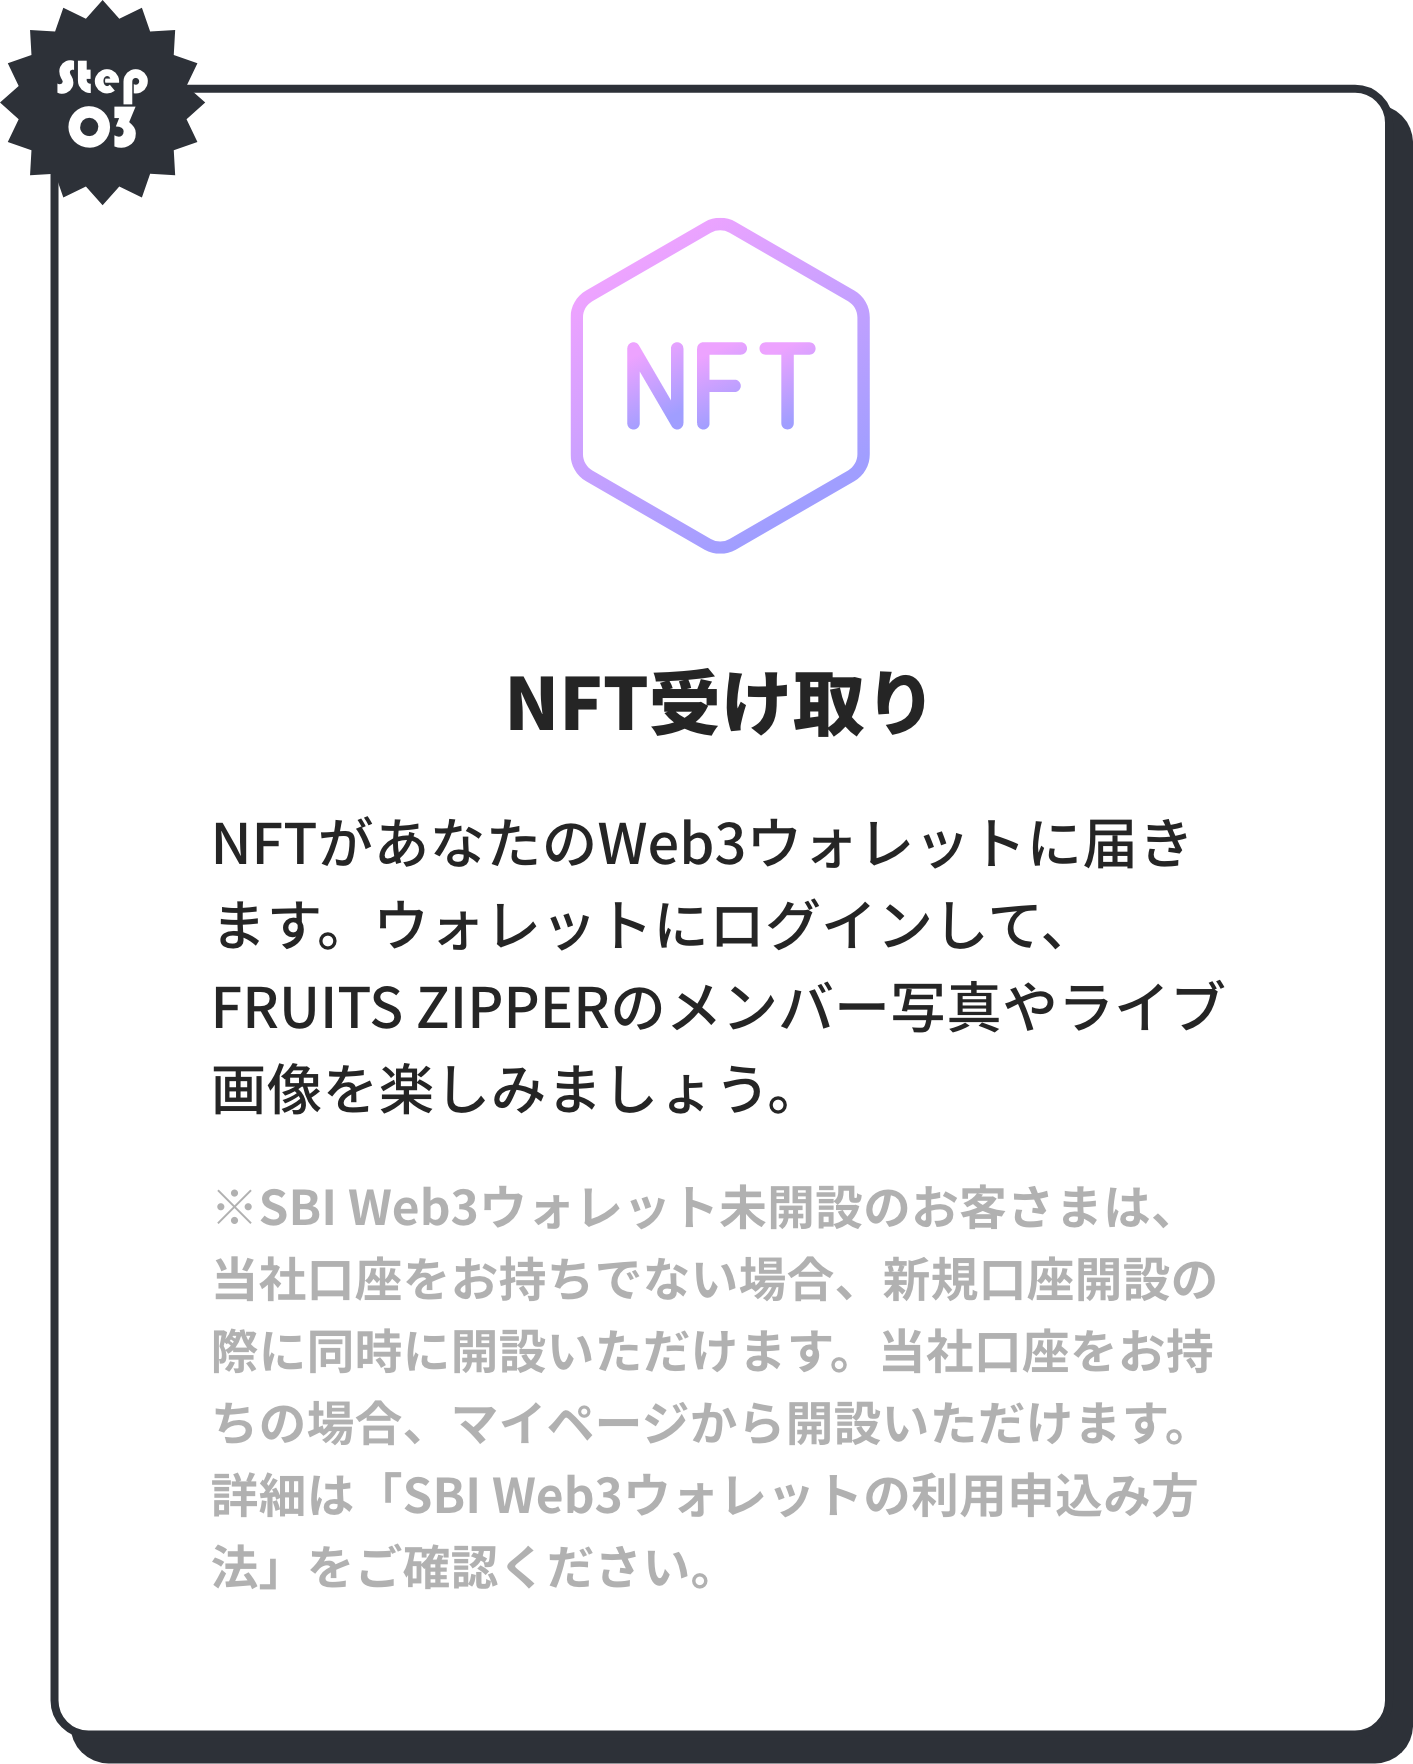 Step
03
NFT
NFT受け取り
NFTがあなたのWeb3ウォレットに届き
ます。ウォレットにログインして、
FRUITS ZIPPERのメンバー写真やライブ
画像を楽しみましょう。
※SBI Web3ウォレット未開設のお客さまは、
当社口座をお持ちでない場合、新規口座開設の
際に同時に開設いただけます。当社口座をお持
ちの場合、マイページから開設いただけます。
詳細は「SBI Web3ウォレットの利用申込み方
法」をご確認ください。